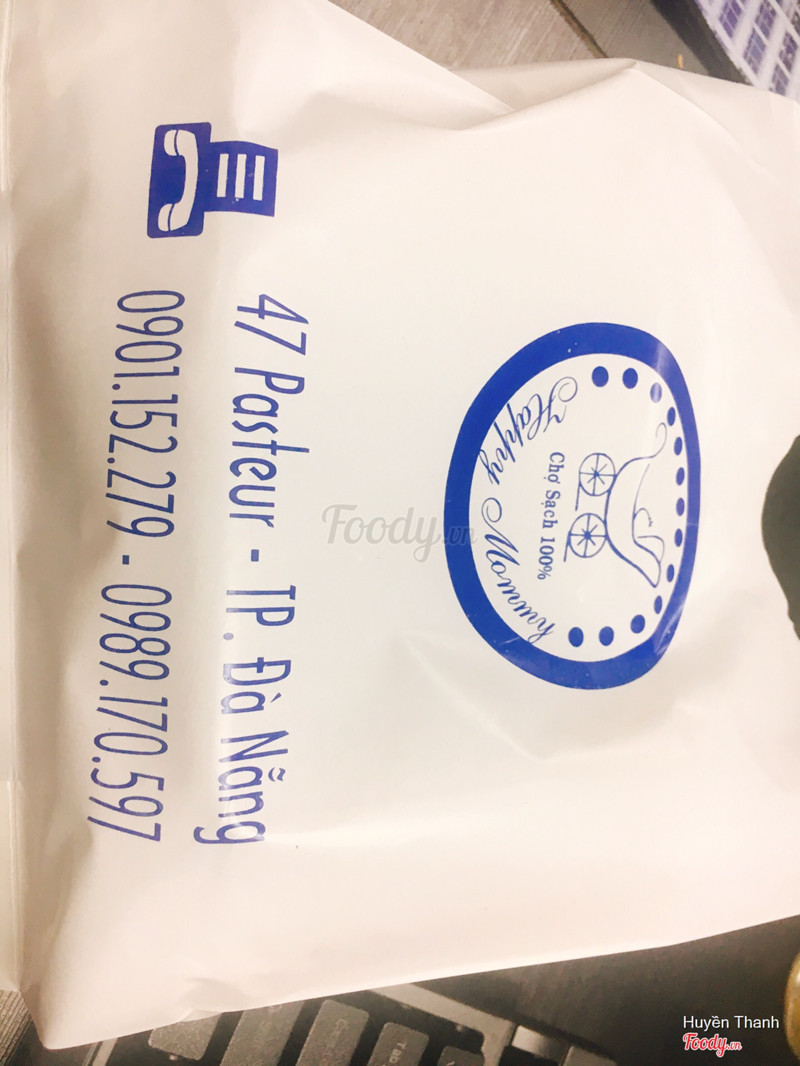 Happy Mommy
Chợ Sạch 100%
47 Pasteur - TP. Đà Nẵng
0901.152.279 - 0989.170.597
Foody.vn
Huyền Thanh
Foody.vn